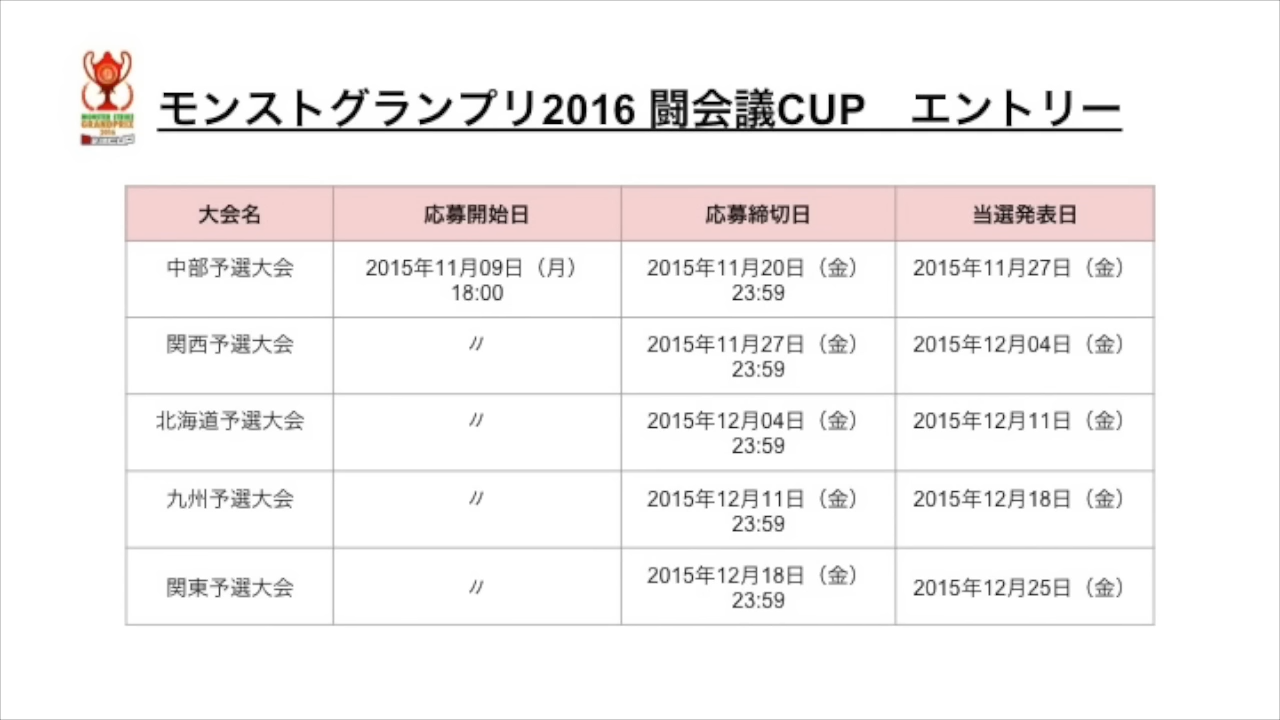 モンストグランプリ2016 闘会議CUP　エントリー
MONSTER STRIKE
GRANDPRIX
2016
大会名 応募開始日 応募締切日 当選発表日
中部予選大会 2015年11月09日（月） 2015年11月20日（金） 2015年11月27日（金）
18:00 23:59
関西予選大会 〃 2015年11月27日（金） 2015年12月04日（金）
23:59
北海道予選大会 〃 2015年12月04日（金） 2015年12月11日（金）
23:59
九州予選大会 〃 2015年12月11日（金） 2015年12月18日（金）
23:59
関東予選大会 〃 2015年12月18日（金） 2015年12月25日（金）
23:59